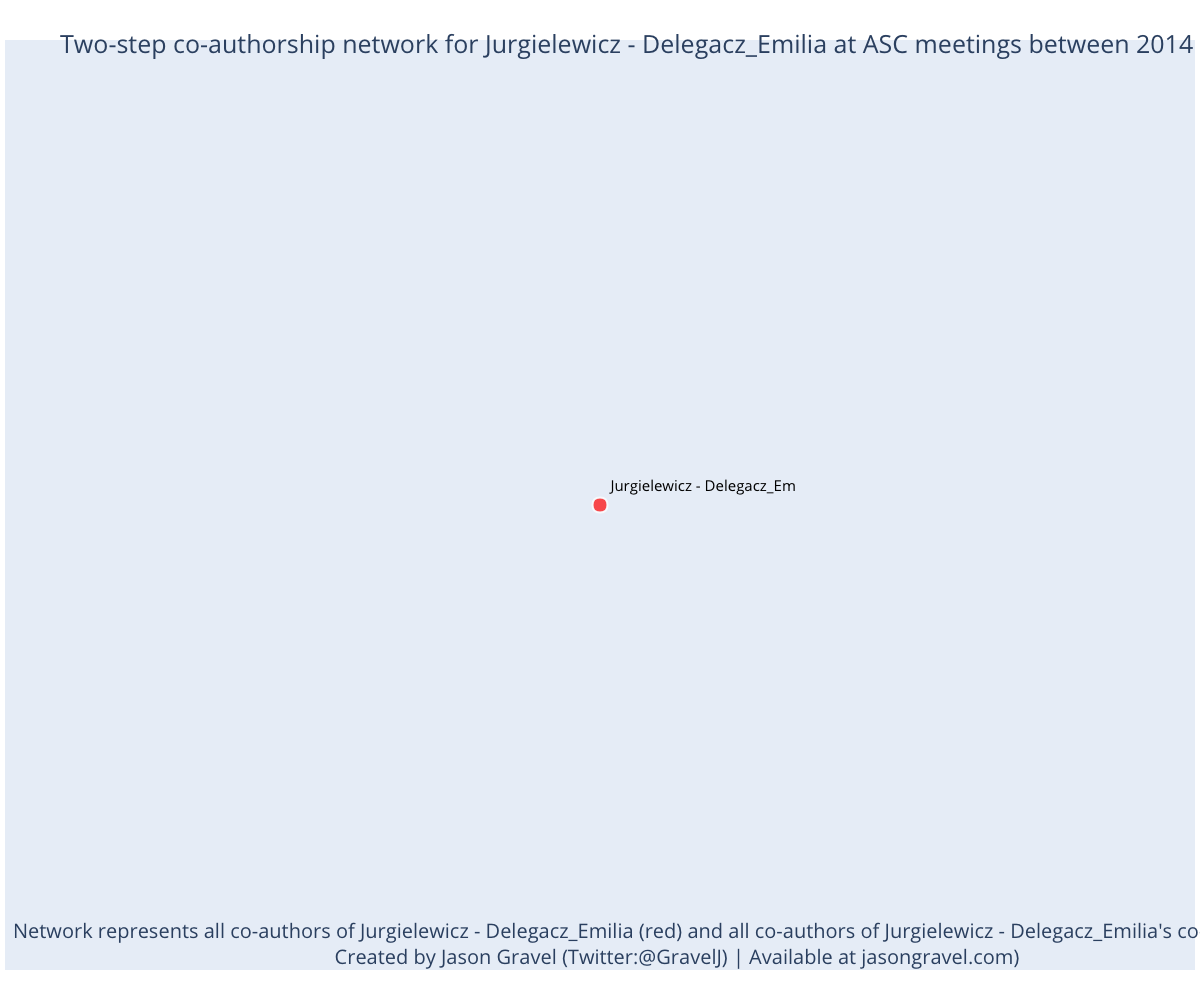 Two-step co-authorship network for Jurgielewicz - Delegacz_Emilia at ASC meetings between 2014
Jurgielewicz - Delegacz_Em
Network represents all co-authors of Jurgielewicz - Delegacz_Emilia (red) and all co-authors of Jurgielewicz - Delegacz_Emilia's co
Created by Jason Gravel (Twitter:@GravelJ) | Available at jasongravel.com)